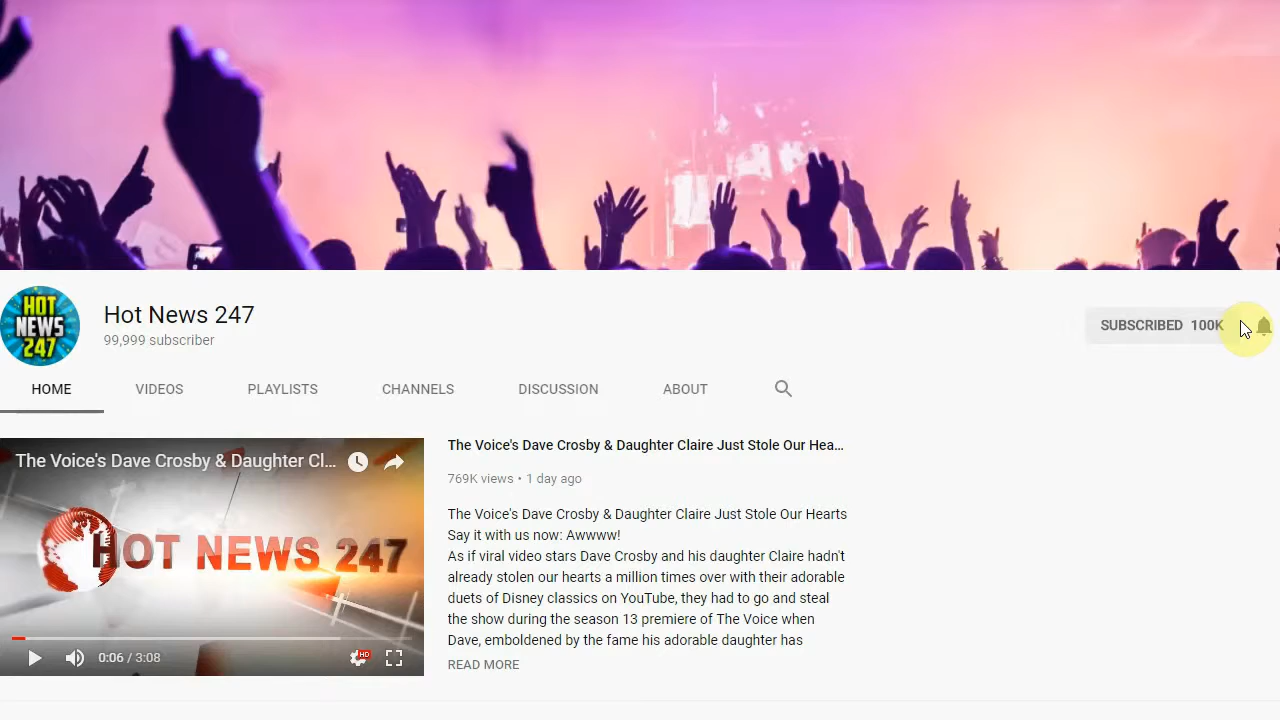 HOT
NEWS
247
Hot News 247
99,999 subscriber
SUBSCRIBED 100K
HOME VIDEOS PLAYLISTS CHANNELS DISCUSSION ABOUT
The Voice's Dave Crosby & Daughter Cl...
HOT NEWS 247
0:06 / 3:08
HD
The Voice's Dave Crosby & Daughter Claire Just Stole Our Hea...
769K views • 1 day ago
The Voice's Dave Crosby & Daughter Claire Just Stole Our Hearts
Say it with us now: Awwww!
As if viral video stars Dave Crosby and his daughter Claire hadn't
already stolen our hearts a million times over with their adorable
duets of Disney classics on YouTube, they had to go and steal
the show during the season 13 premiere of The Voice when
Dave, emboldened by the fame his adorable daughter has
READ MORE